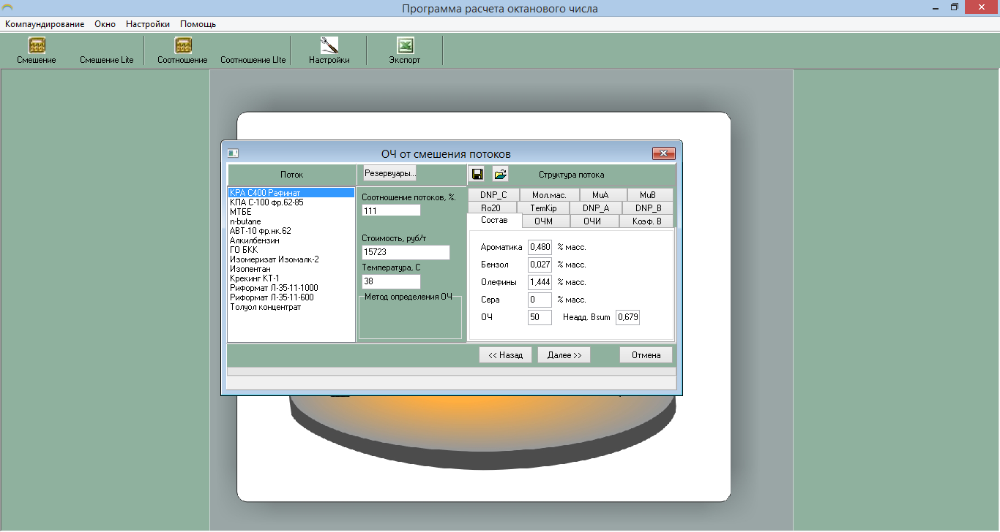 Программа расчета октанового числа
Компаундирование Окно Настройки Помощь
Смешение Смешение Lite Соотношение Соотношение LIte Настройки Экспорт
ОЧ от смешения потоков
Поток Резервуары... Структура потока
КРА С400 Рафинат
КПА С-100 фр.62-85
МТБЕ
n-butane
АВТ-10 фр.нк.62
Алкилбензин
ГО БКК
Изомеризат Изомалк-2
Изопентан
Крекинг КТ-1
Риформат Л-35-11-1000
Риформат Л-35-11-600
Толуол концентрат
Соотношение потоков, %.
111
Стоимость, руб/т
15723
Температура, С
38
Метод определения ОЧ
DNP_C Мол.мас. MuA MuB
Ro20 TemKip DNP_A DNP_B
Состав ОЧМ ОЧИ Коэф. В
Ароматика 0,480 % масс.
Бензол 0,027 % масс.
Олефины 1,444 % масс.
Сера 0 % масс.
ОЧ 50 Неадд. Bsum 0,679
<< Назад Далее >> Отмена